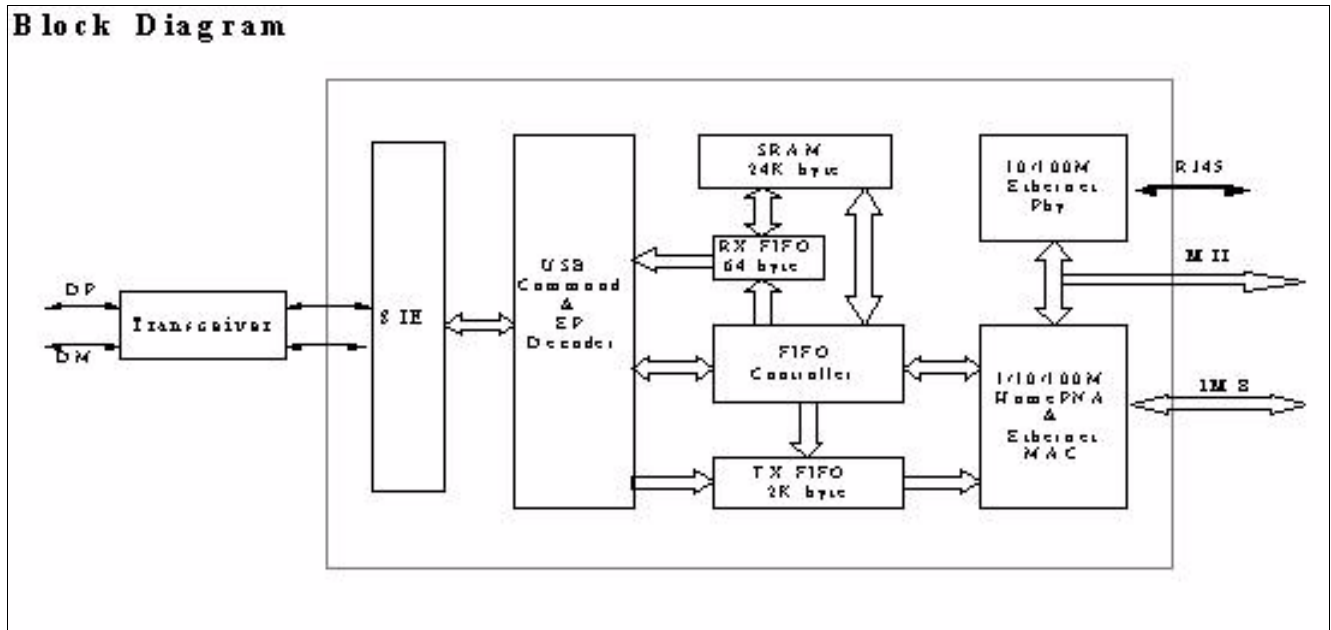 Block Diagram
SRAM
24K byte
10/100M
Ethernet
Phy
RJ45
RX FIFO
64 byte
MII
USB
Command
&
EP
Decoder
DP
Transceiver
DM
SIE
FIFO
Controller
1/10/100M
HomePNA
&
Ethernet
MAC
TX FIFO
2K byte